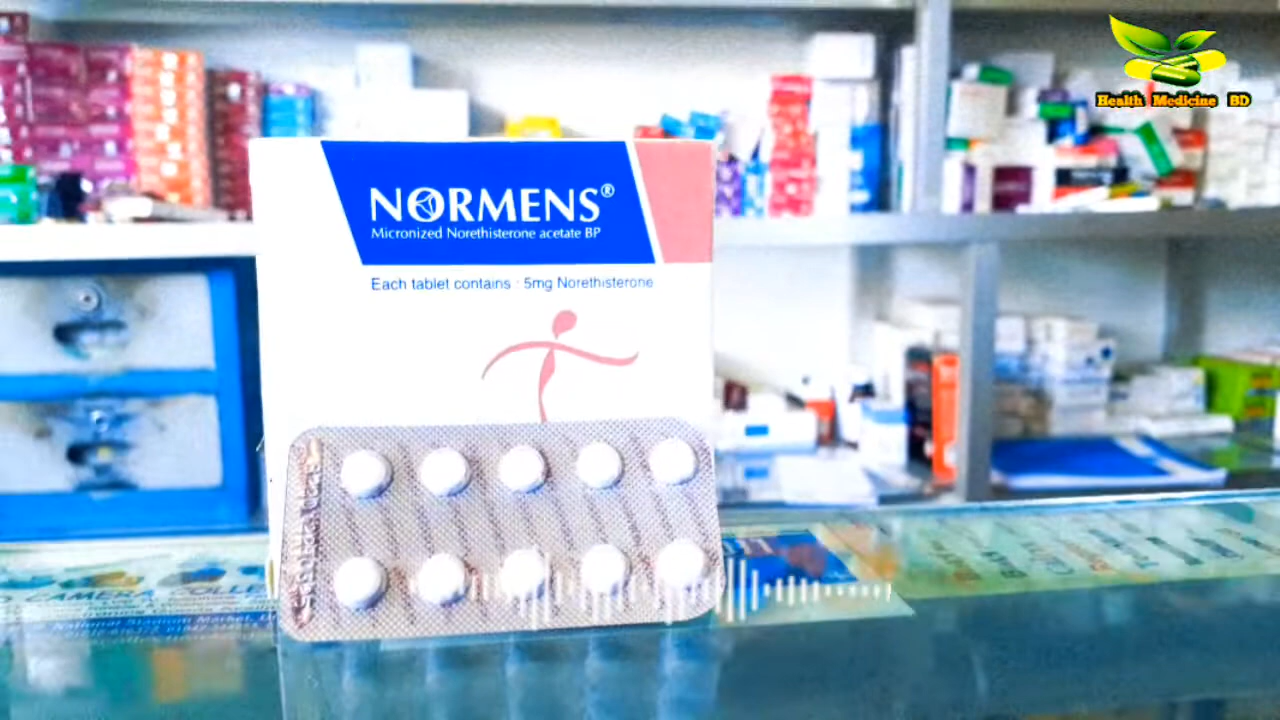 Health Medicine BD
NORMENS®
Micronized Norethisterone acetate BP
Each tablet contains : 5mg Norethisterone